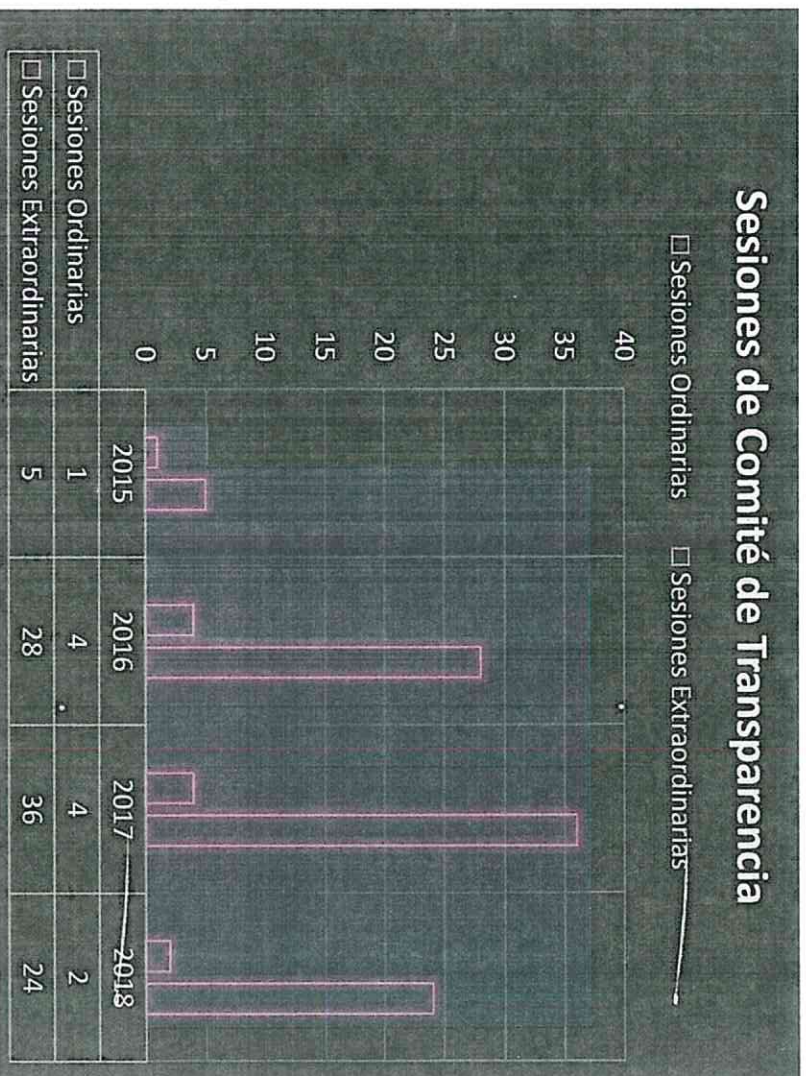 Sesiones de Comité de Transparencia
Sesiones Ordinarias Sesiones Extraordinarias
40
35
30
25
20
15
10
5
0
2015 2016 2017 2018
Sesiones Ordinarias 1 4 4 2
Sesiones Extraordinarias 5 28 36 24